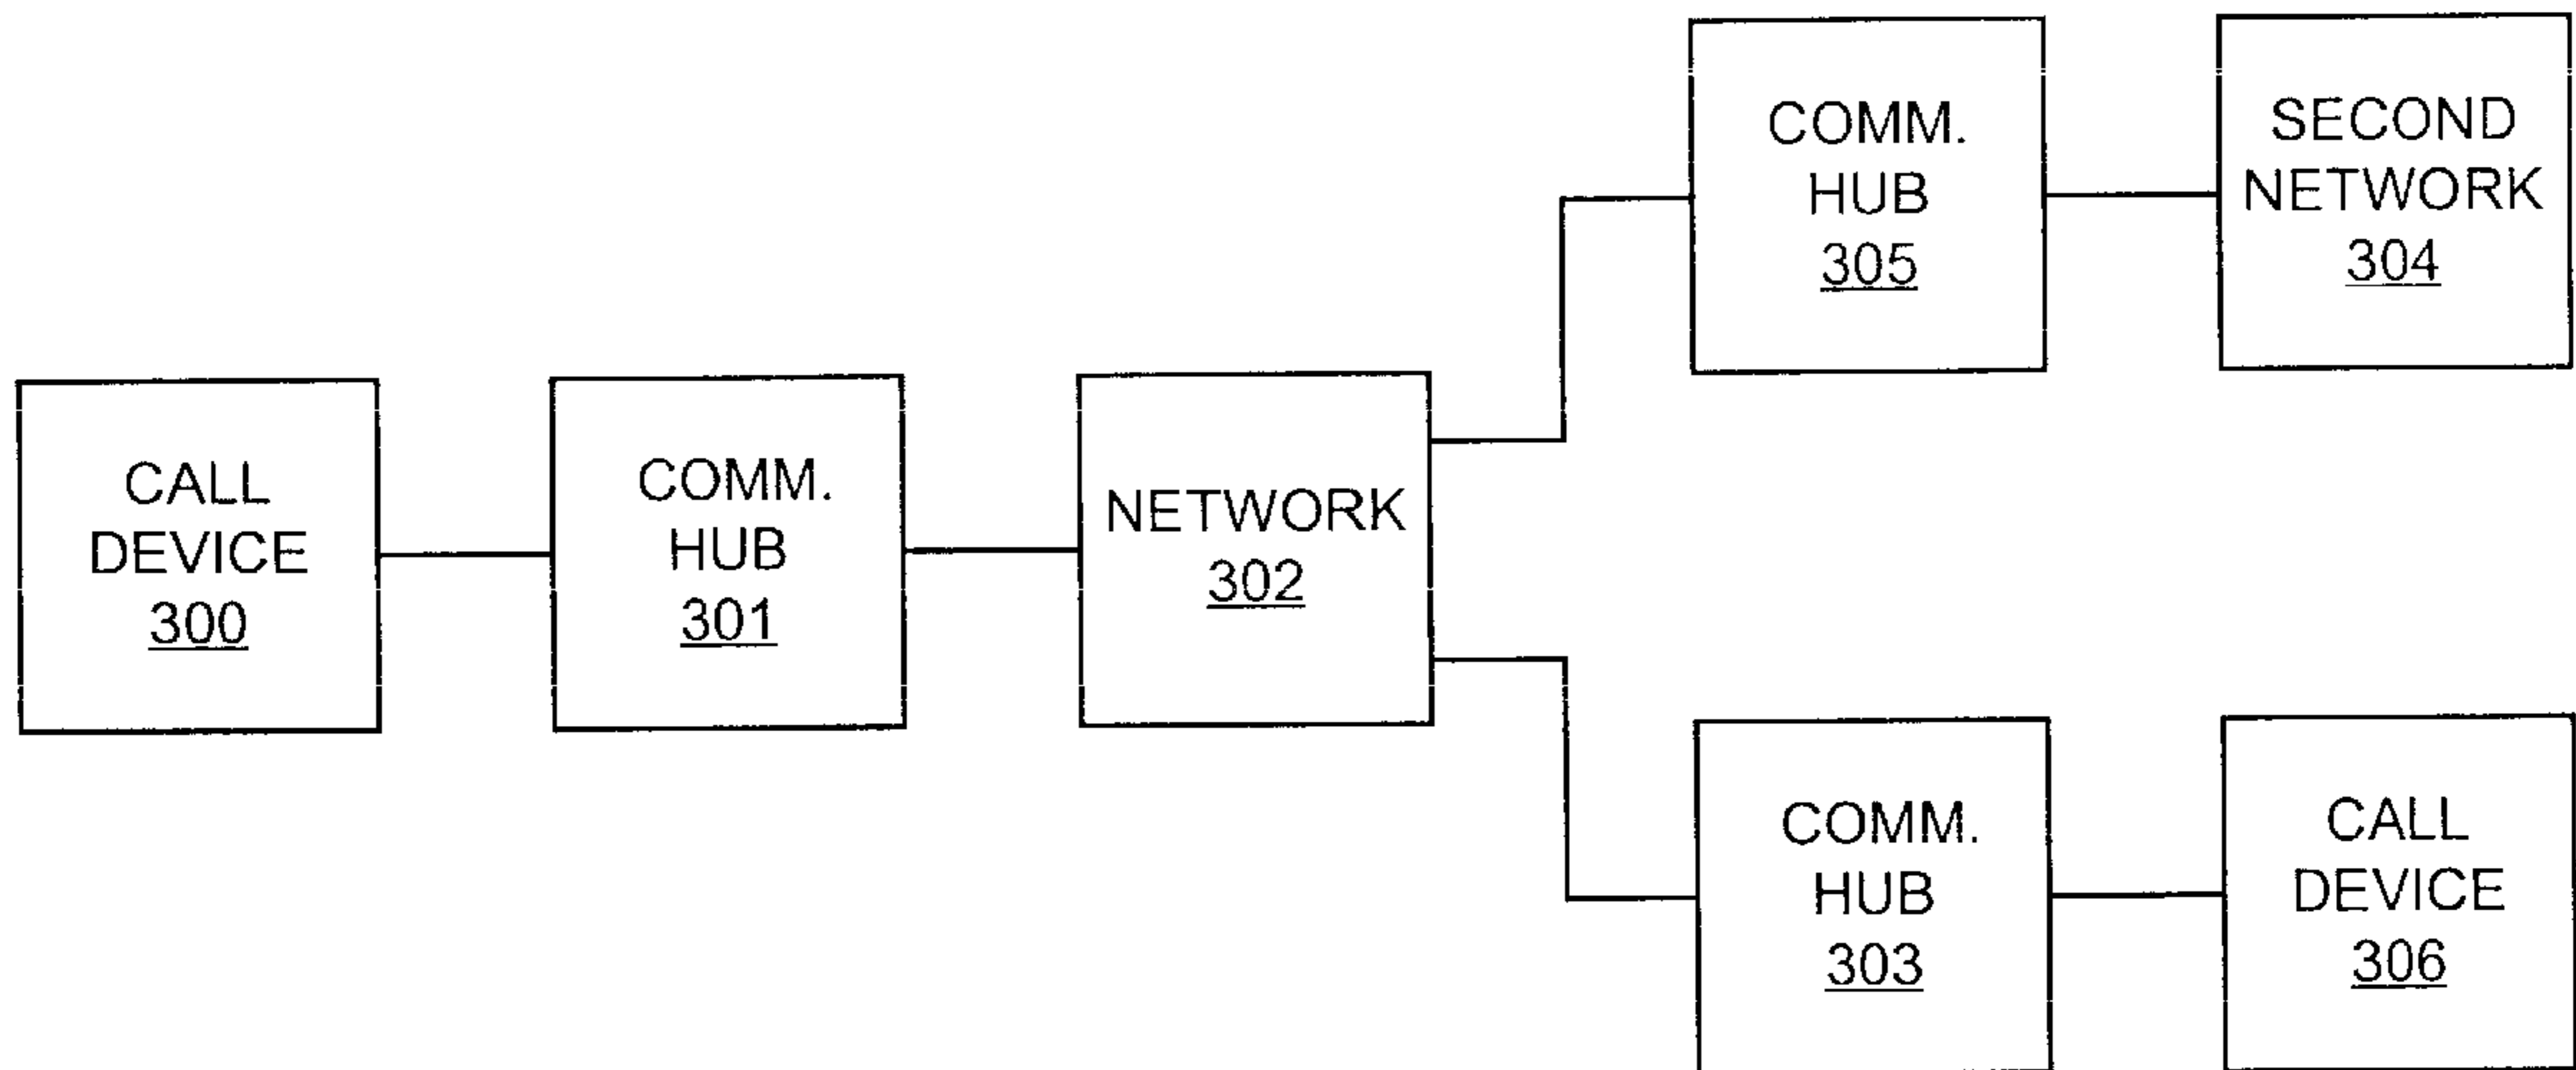 CALL
DEVICE
300
COMM.
HUB
301
NETWORK
302
COMM.
HUB
305
SECOND
NETWORK
304
COMM.
HUB
303
CALL
DEVICE
306